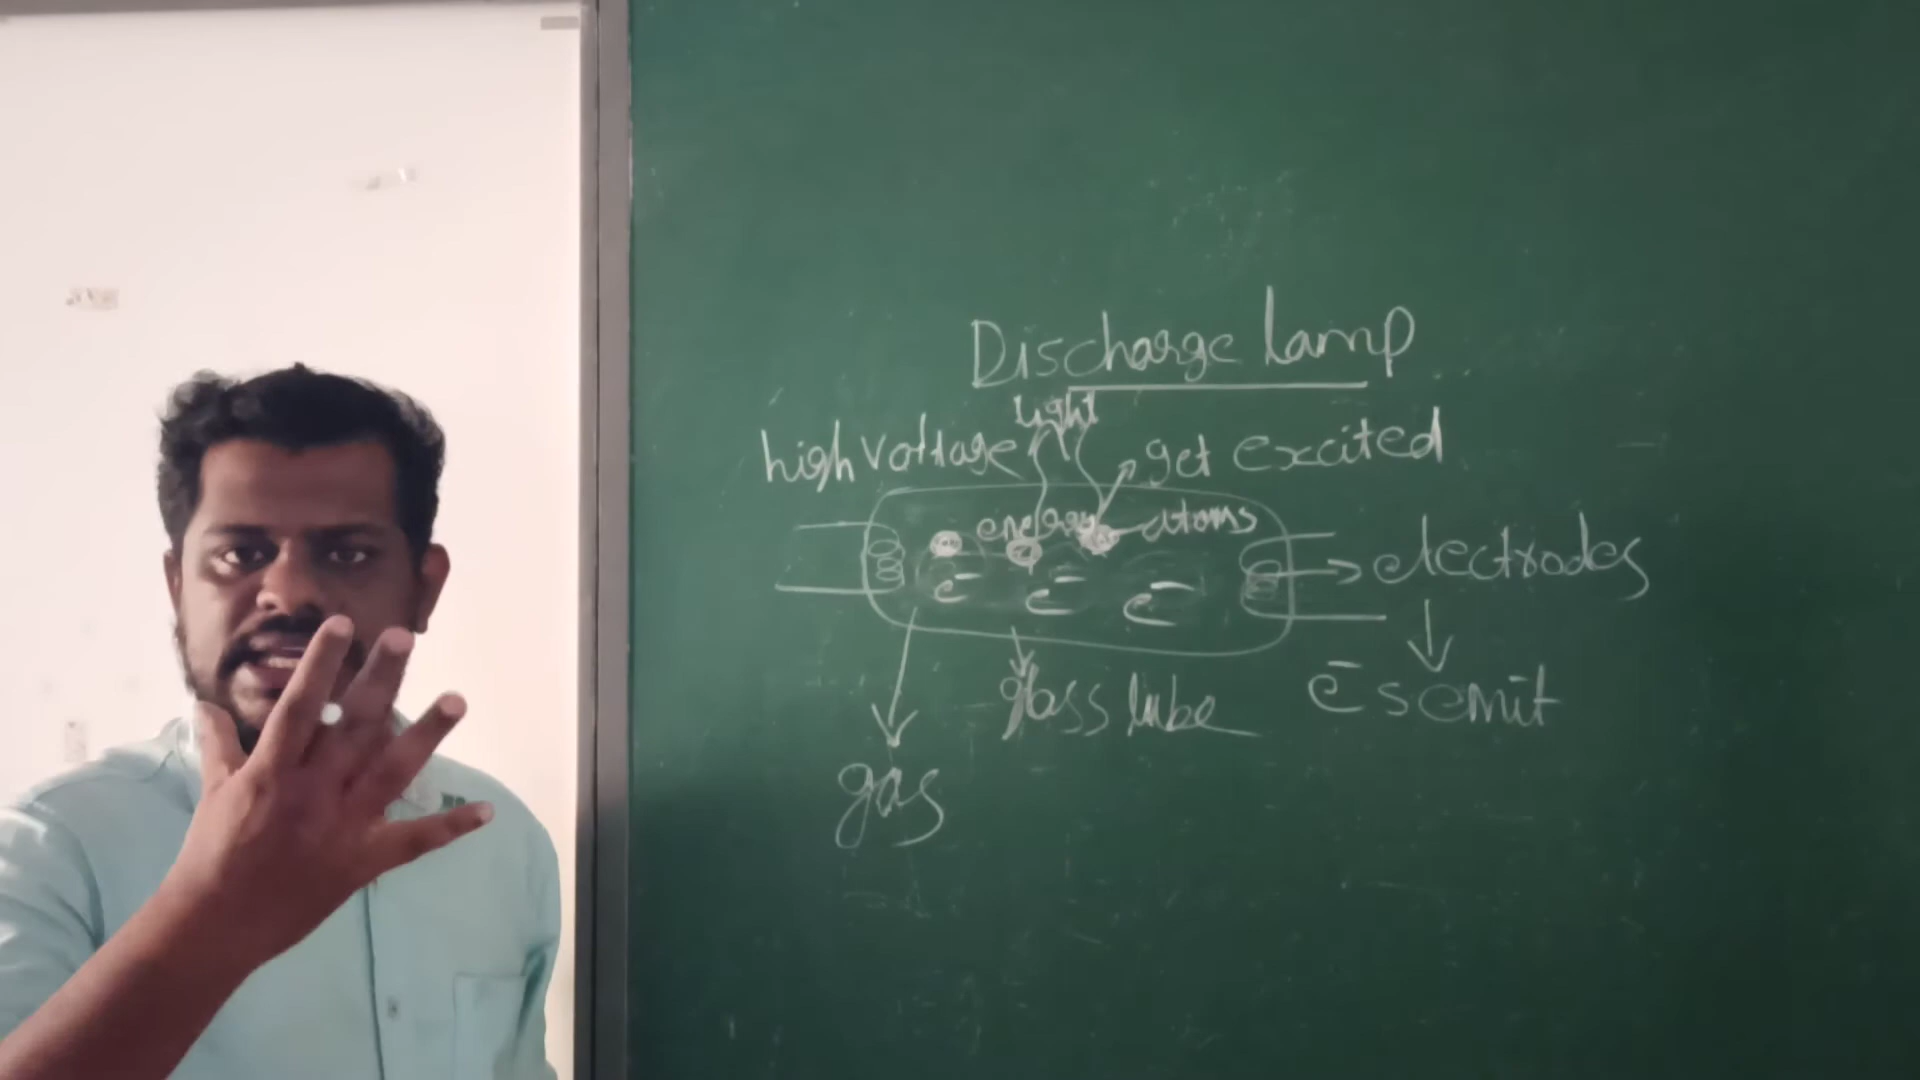 Discharge lamp
light
high voltage
get excited
energy atoms
e⁻ e⁻ e⁻
electrodes
e⁻s emit
glass tube
gas